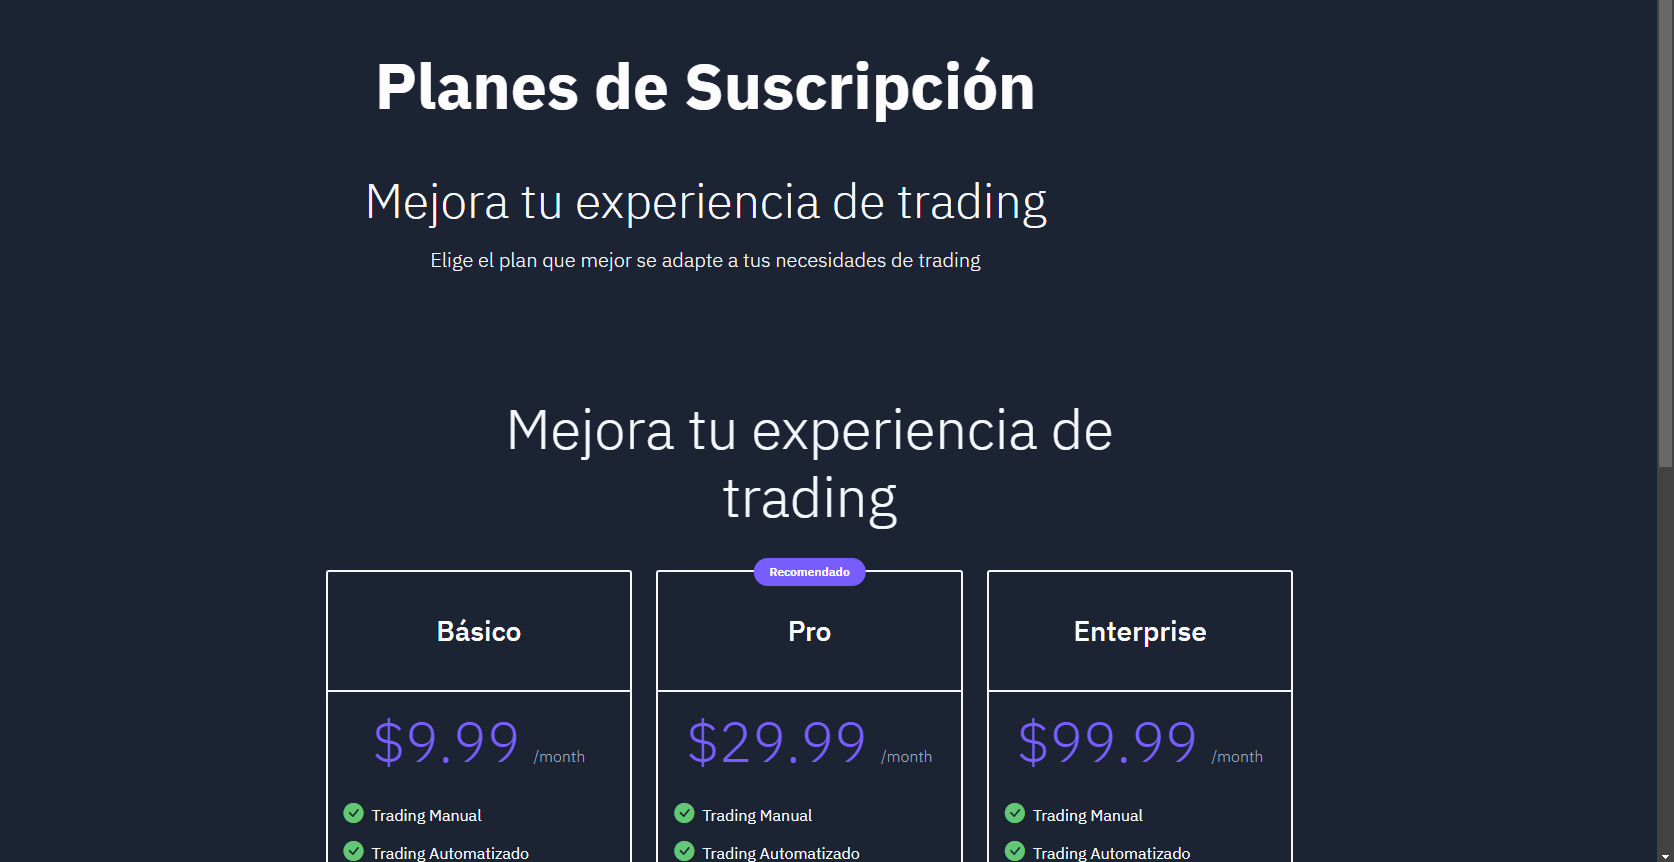 Planes de Suscripción
Mejora tu experiencia de trading
Elige el plan que mejor se adapte a tus necesidades de trading
Mejora tu experiencia de
trading
Recomendado
Básico
Pro
Enterprise
$9.99 /month
$29.99 /month
$99.99 /month
Trading Manual
Trading Manual
Trading Manual
Trading Automatizado
Trading Automatizado
Trading Automatizado